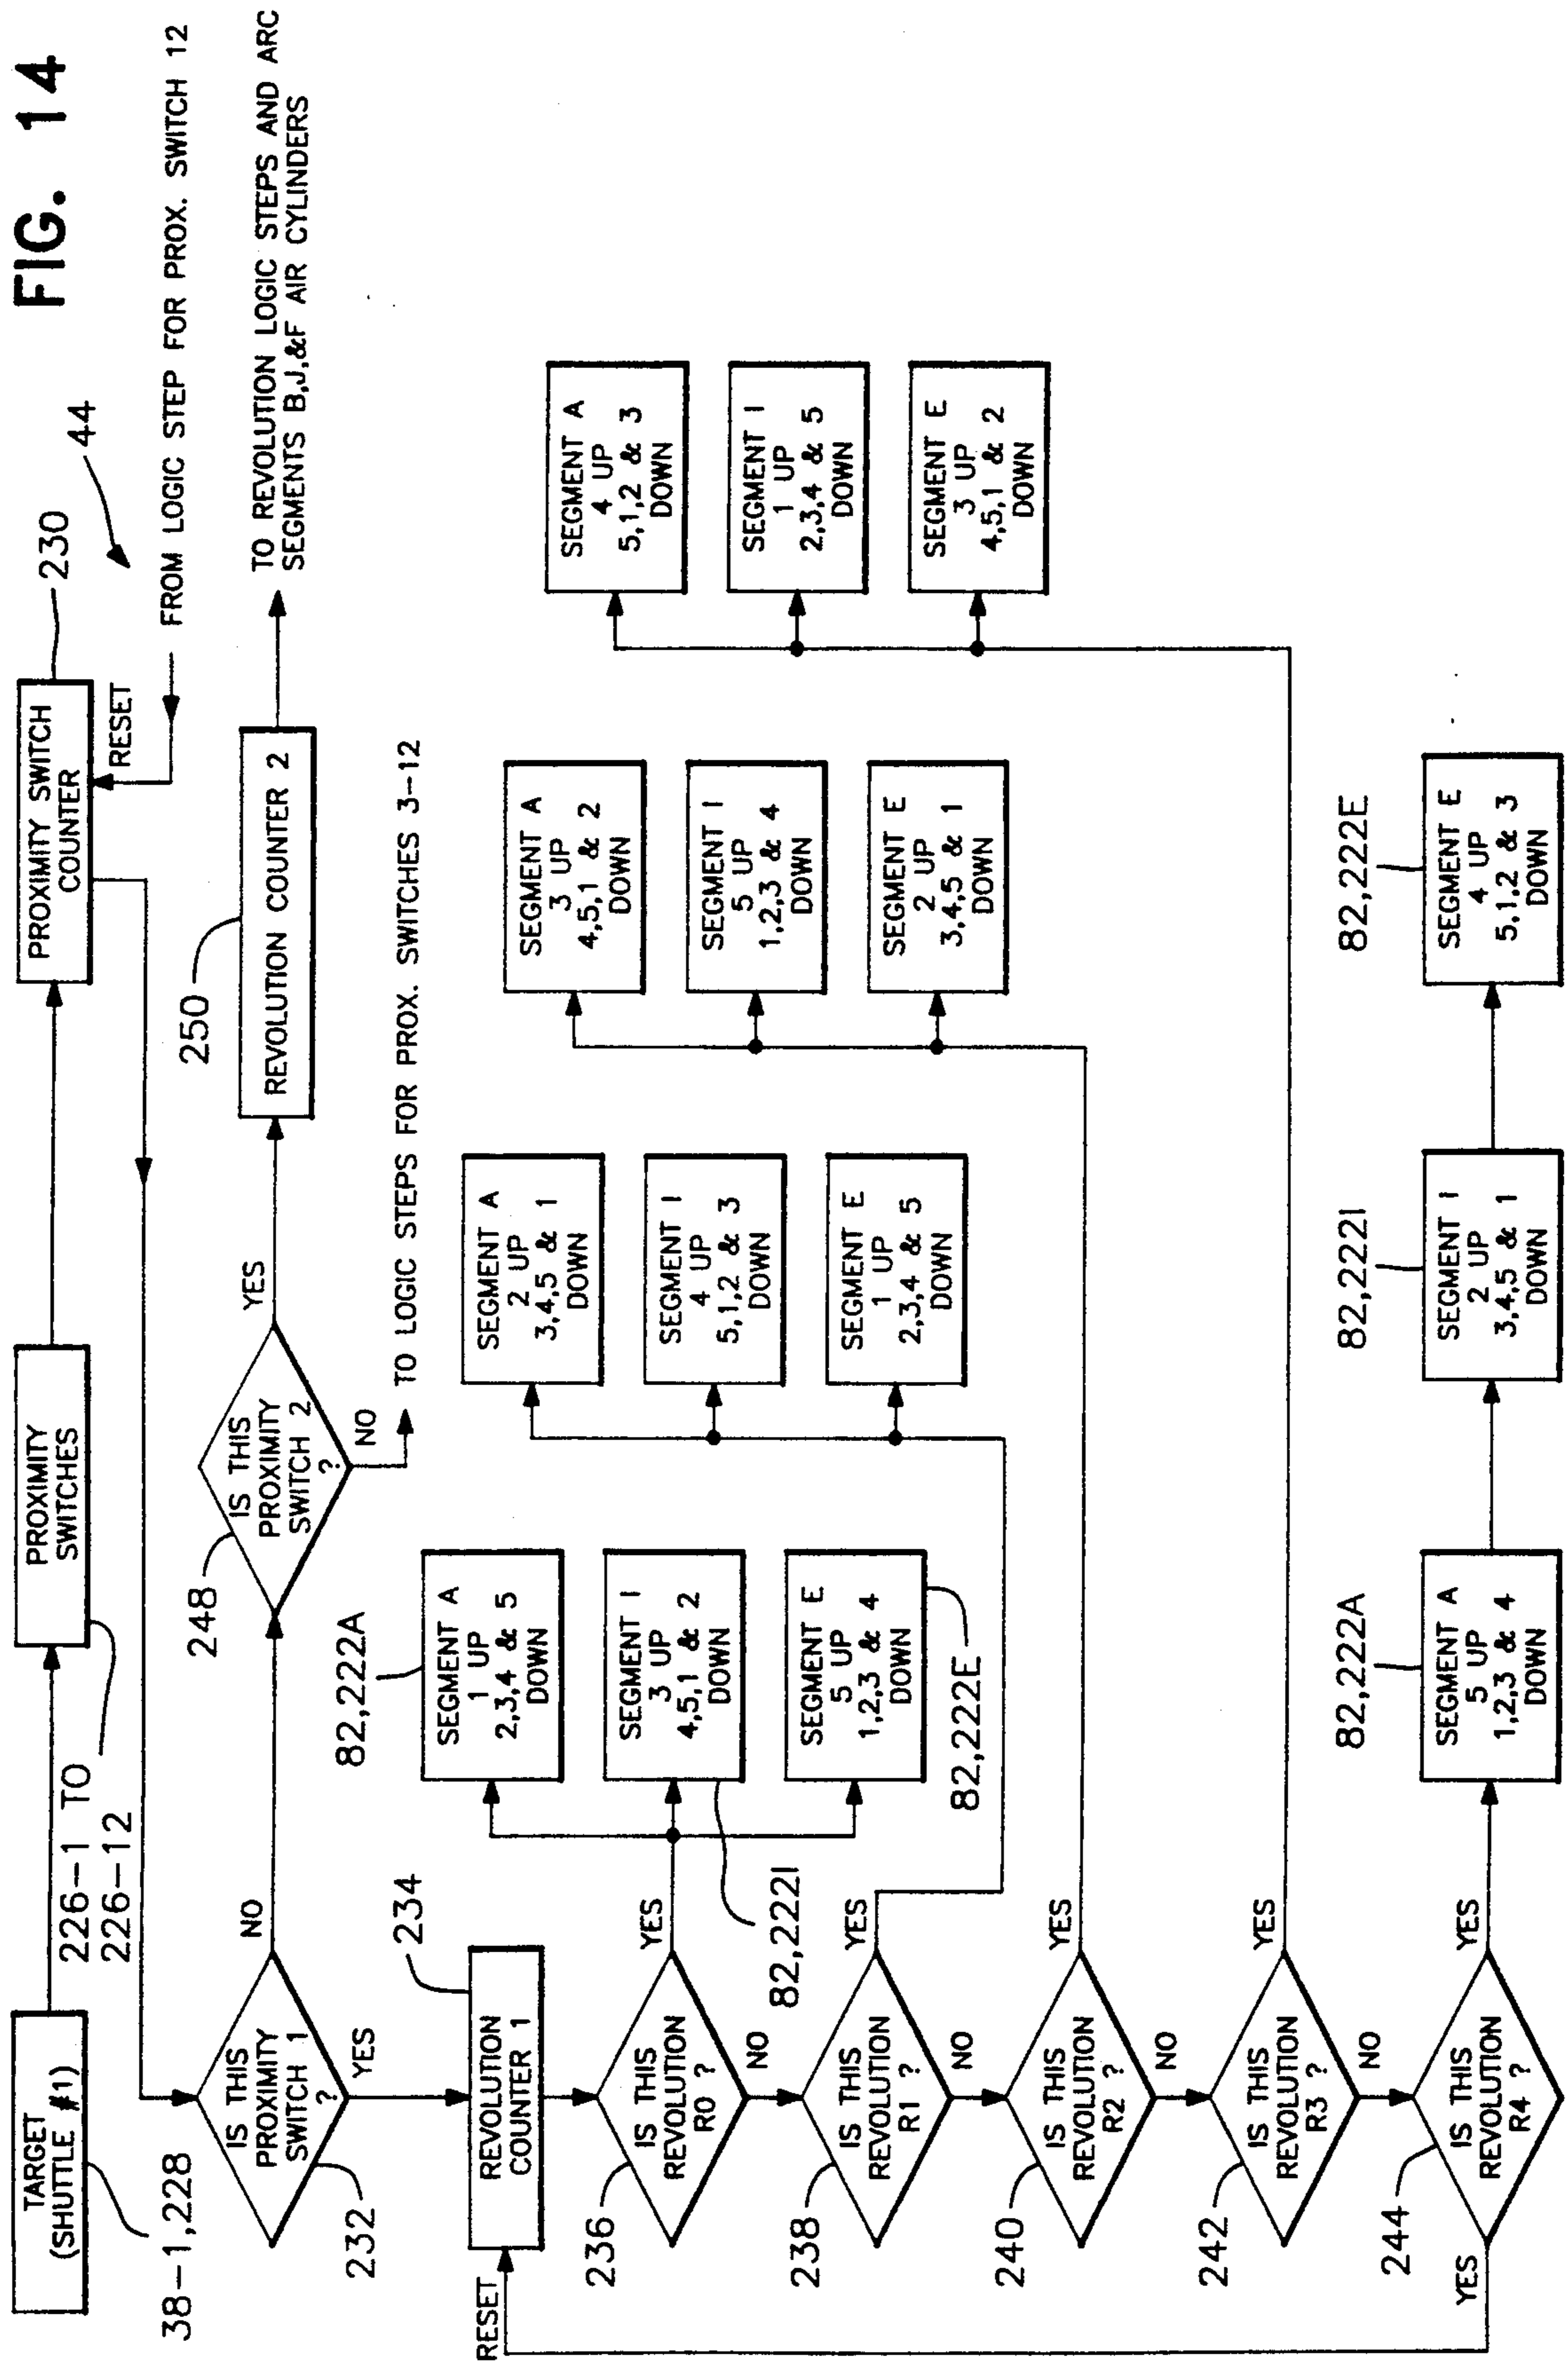 FIG. 14
TARGET
(SHUTTLE #1)
38-1,228
PROXIMITY
SWITCHES
226-1 TO
226-12
PROXIMITY SWITCH
COUNTER
230
44
RESET
FROM LOGIC STEP FOR PROX. SWITCH 12
IS THIS
PROXIMITY
SWITCH 1
?
232
NO
YES
248
IS THIS
PROXIMITY
SWITCH 2
?
YES
NO
250
REVOLUTION COUNTER 2
TO REVOLUTION LOGIC STEPS AND ARC
SEGMENTS B,J,&F AIR CYLINDERS
TO LOGIC STEPS FOR PROX. SWITCHES 3-12
RESET
REVOLUTION
COUNTER 1
234
236
IS THIS
REVOLUTION
R0 ?
YES
NO
82,222A
SEGMENT A
1 UP
2,3,4 & 5
DOWN
82,222I
SEGMENT I
3 UP
4,5,1 & 2
DOWN
SEGMENT E
5 UP
1,2,3 & 4
DOWN
82,222E
238
IS THIS
REVOLUTION
R1 ?
YES
NO
SEGMENT A
2 UP
3,4,5 & 1
DOWN
SEGMENT I
4 UP
5,1,2 & 3
DOWN
SEGMENT E
1 UP
2,3,4 & 5
DOWN
240
IS THIS
REVOLUTION
R2 ?
YES
NO
SEGMENT A
3 UP
4,5,1 & 2
DOWN
SEGMENT I
5 UP
1,2,3 & 4
DOWN
SEGMENT E
2 UP
3,4,5 & 1
DOWN
242
IS THIS
REVOLUTION
R3 ?
YES
NO
SEGMENT A
4 UP
5,1,2 & 3
DOWN
SEGMENT I
1 UP
2,3,4 & 5
DOWN
SEGMENT E
3 UP
4,5,1 & 2
DOWN
244
IS THIS
REVOLUTION
R4 ?
YES
YES
82,222A
SEGMENT A
5 UP
1,2,3 & 4
DOWN
82,222I
SEGMENT I
2 UP
3,4,5 & 1
DOWN
82,222E
SEGMENT E
4 UP
5,1,2 & 3
DOWN